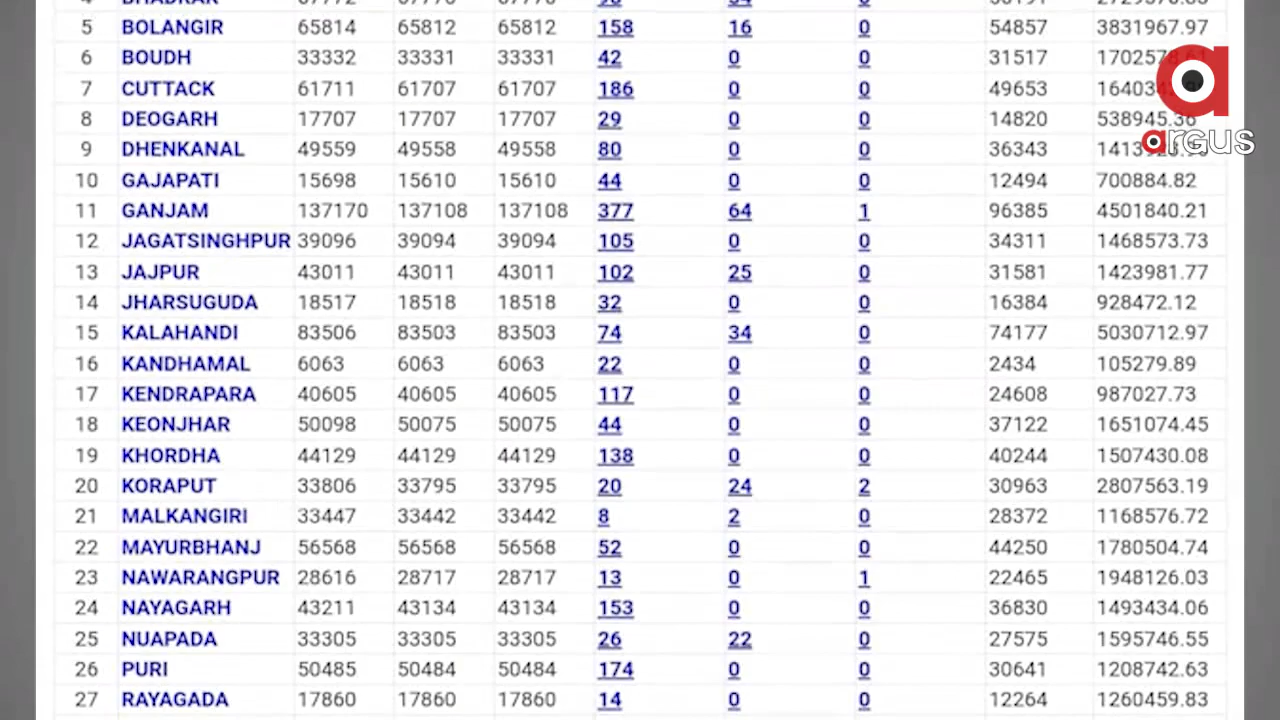 5 BOLANGIR 65814 65812 65812 158 16 0 54857 3831967.97
6 BOUDH 33332 33331 33331 42 0 0 31517
7 CUTTACK 61711 61707 61707 186 0 0 49653
8 DEOGARH 17707 17707 17707 29 0 0 14820 538945.36
9 DHENKANAL 49559 49558 49558 80 0 0 36343
10 GAJAPATI 15698 15610 15610 44 0 0 12494 700884.82
11 GANJAM 137170 137108 137108 377 64 1 96385 4501840.21
12 JAGATSINGHPUR 39096 39094 39094 105 0 0 34311 1468573.73
13 JAJPUR 43011 43011 43011 102 25 0 31581 1423981.77
14 JHARSUGUDA 18517 18518 18518 32 0 0 16384 928472.12
15 KALAHANDI 83506 83503 83503 74 34 0 74177 5030712.97
16 KANDHAMAL 6063 6063 6063 22 0 0 2434 105279.89
17 KENDRAPARA 40605 40605 40605 117 0 0 24608 987027.73
18 KEONJHAR 50098 50075 50075 44 0 0 37122 1651074.45
19 KHORDHA 44129 44129 44129 138 0 0 40244 1507430.08
20 KORAPUT 33806 33795 33795 20 24 2 30963 2807563.19
21 MALKANGIRI 33447 33442 33442 8 2 0 28372 1168576.72
22 MAYURBHANJ 56568 56568 56568 52 0 0 44250 1780504.74
23 NAWARANGPUR 28616 28717 28717 13 0 1 22465 1948126.03
24 NAYAGARH 43211 43134 43134 153 0 0 36830 1493434.06
25 NUAPADA 33305 33305 33305 26 22 0 27575 1595746.55
26 PURI 50485 50484 50484 174 0 0 30641 1208742.63
27 RAYAGADA 17860 17860 17860 14 0 0 12264 1260459.83
a
argus